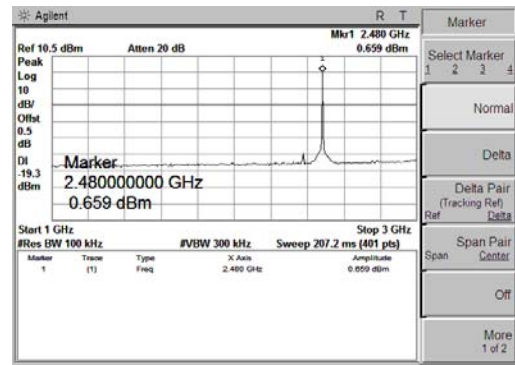 Agilent R T
Mkr1 2.480 GHz
Ref 10.5 dBm Atten 20 dB 0.659 dBm
Peak
Log
10
dB/
Offst
0.5
dB
DI
-19.3
dBm
1
Marker
2.480000000 GHz
0.659 dBm
Start 1 GHz Stop 3 GHz
#Res BW 100 kHz #VBW 300 kHz Sweep 207.2 ms (401 pts)
Marker Trace Type X Axis Amplitude
1 (1) Freq 2.480 GHz 0.659 dBm
Marker
Select Marker
1 2 3 4
Normal
Delta
Delta Pair
(Tracking Ref)
Ref Delta
Span Pair
Span Center
Off
More
1 of 2